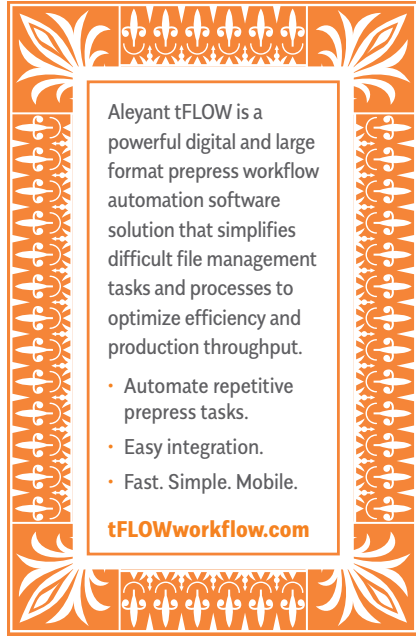 Aleyant tFLOW is a
powerful digital and large
format prepress workflow
automation software
solution that simplifies
difficult file management
tasks and processes to
optimize efficiency and
production throughput.
• Automate repetitive
prepress tasks.
• Easy integration.
• Fast. Simple. Mobile.
tFLOWworkflow.com